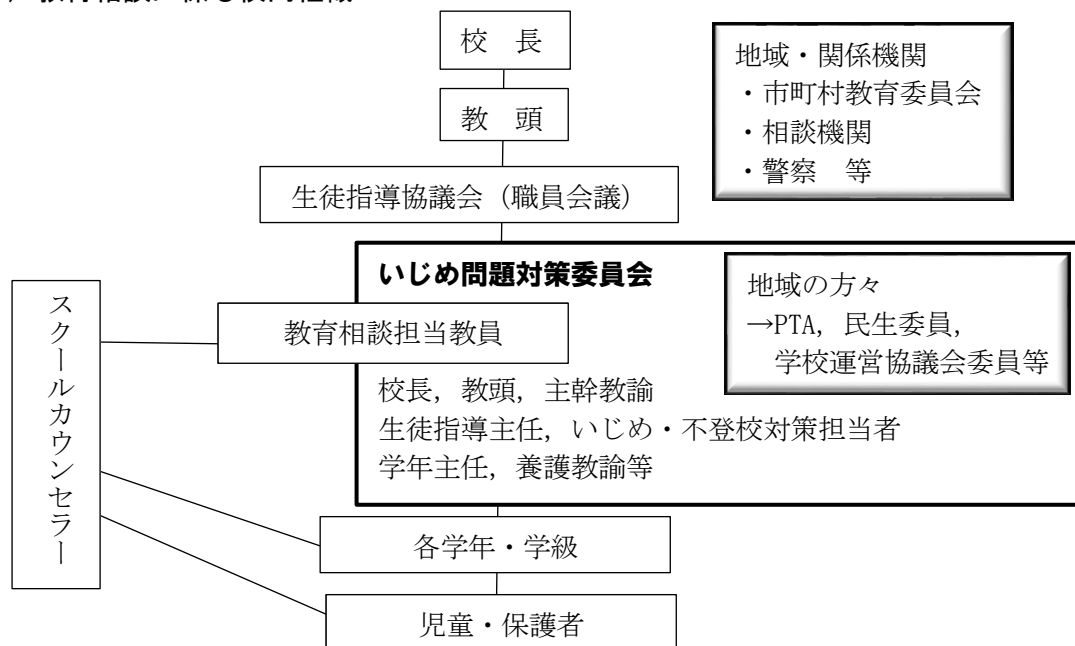 校　長
教　頭
生徒指導協議会（職員会議）
地域・関係機関
・市町村教育委員会
・相談機関
・警察　等
いじめ問題対策委員会
教育相談担当教員
校長，教頭，主幹教諭
生徒指導主任，いじめ・不登校対策担当者
学年主任，養護教諭等
地域の方々
→PTA，民生委員，
学校運営協議会委員等
スクールカウンセラー
各学年・学級
児童・保護者